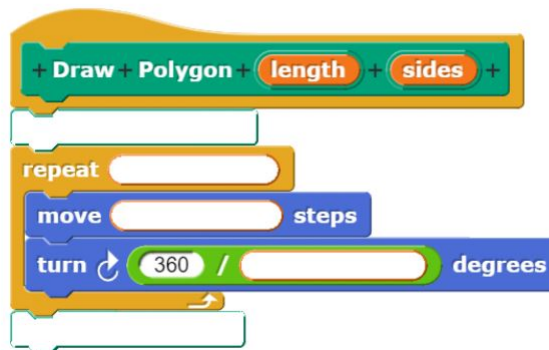 + Draw + Polygon + length + sides +
repeat
move steps
turn 360 / degrees